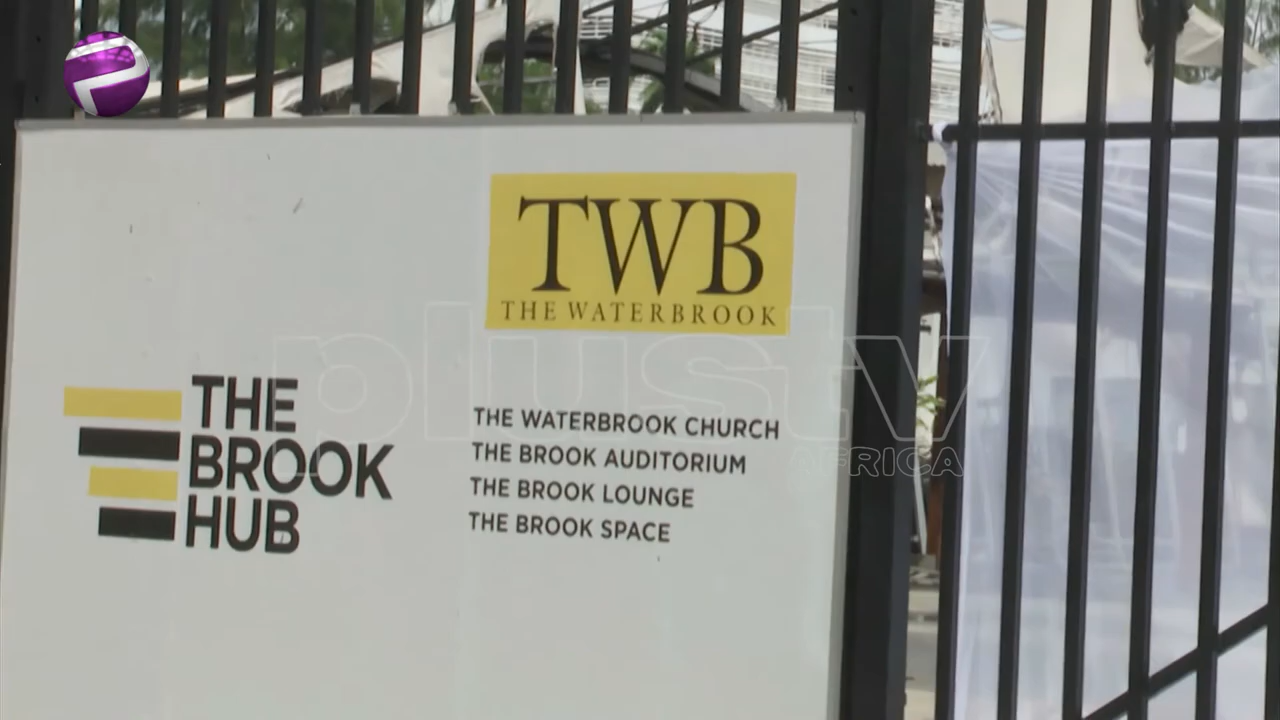 TWB
THE WATERBROOK
THE
BROOK
HUB
THE WATERBROOK CHURCH
THE BROOK AUDITORIUM
THE BROOK LOUNGE
THE BROOK SPACE
plustv
AFRICA